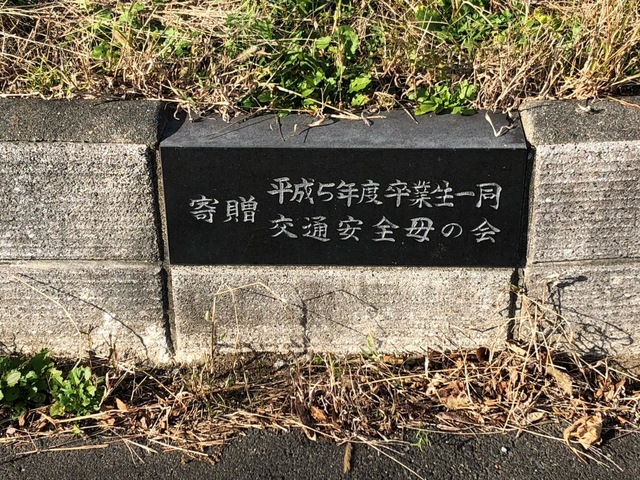 寄贈
平成5年度卒業生一同
交通安全母の会